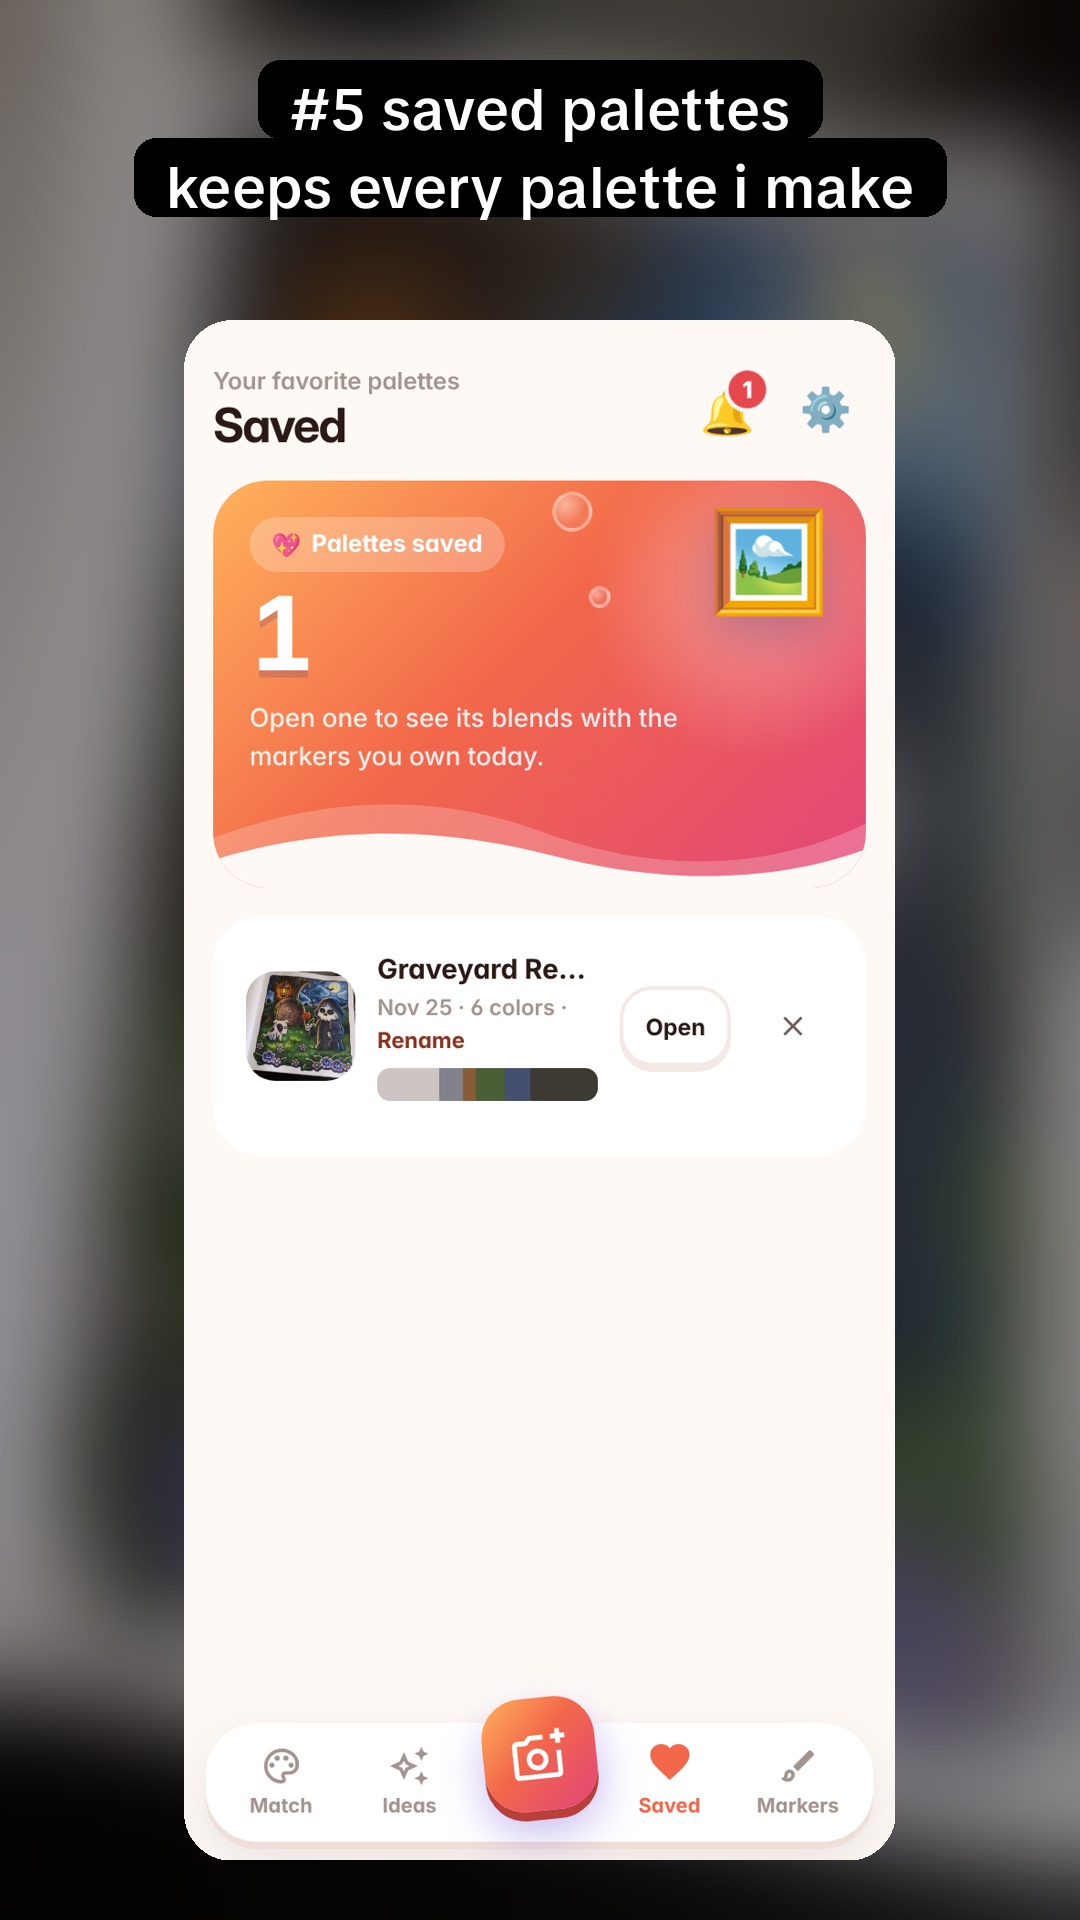 #5 saved palettes
keeps every palette i make
Your favorite palettes
Saved
1
💖 Palettes saved
1
Open one to see its blends with the
markers you own today.
Graveyard Re...
Nov 25 · 6 colors ·
Rename
Open
Match
Ideas
Saved
Markers